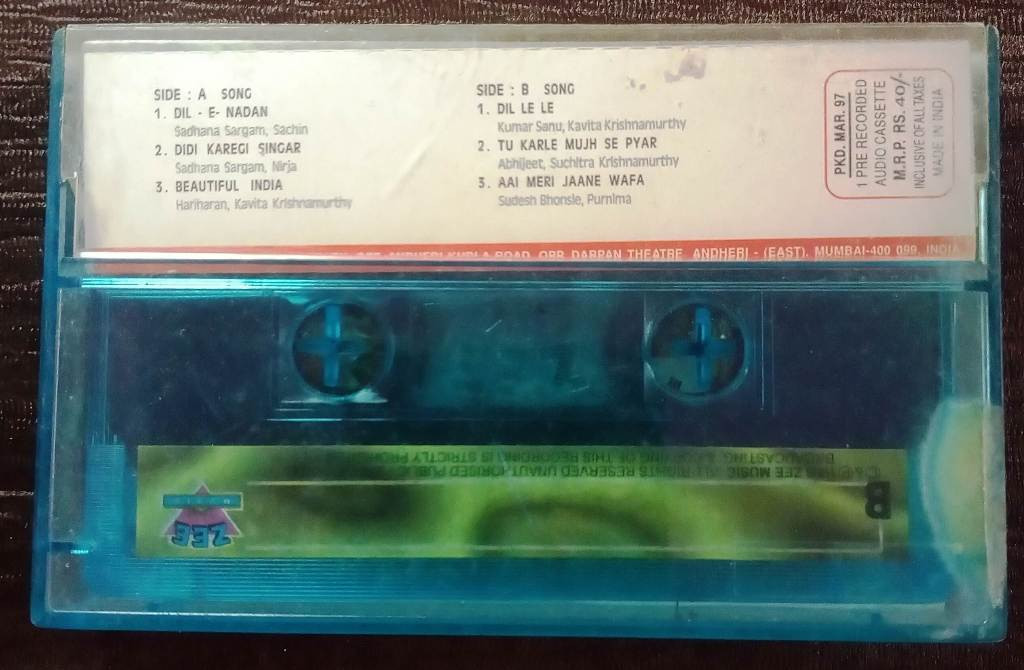 SIDE : A SONG
1. DIL - E- NADAN
Sadhana Sargam, Sachin
2. DIDI KAREGI SINGAR
Sadhana Sargam, Nirja
3. BEAUTIFUL INDIA
Hariharan, Kavita Krishnamurthy
SIDE : B SONG
1. DIL LE LE
Kumar Sanu, Kavita Krishnamurthy
2. TU KARLE MUJH SE PYAR
Abhijeet, Suchitra Krishnamurthy
3. AAI MERI JAANE WAFA
Sudesh Bhonsle, Purnima
PKD. MAR. 97
1 PRE RECORDED
AUDIO CASSETTE
M.R.P. RS. 40/-
INCLUSIVE OF ALL TAXES
MADE IN INDIA
ANDHERI KURLA ROAD, OPP. DARPAN THEATRE, ANDHERI - (EAST), MUMBAI-400 099. INDIA
B
ZEE MUSIC. ALL RIGHTS RESERVED UNAUTHORISED
BROADCASTING & COPYING OF THIS RECORDING IS STRICTLY
ZEE